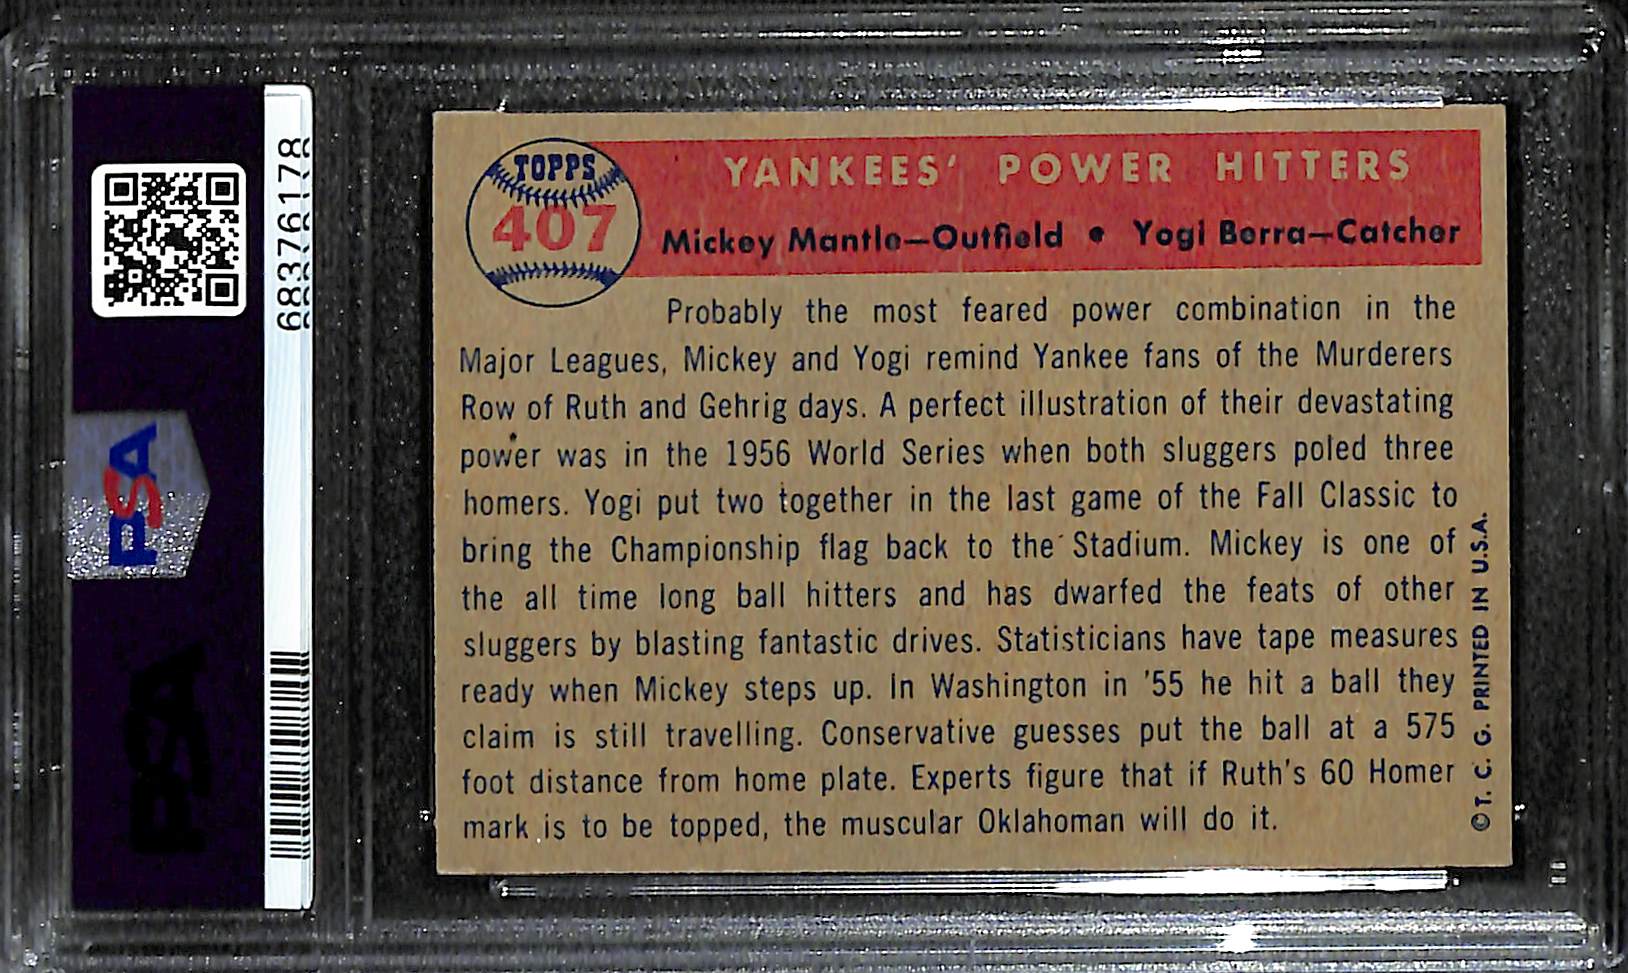 68376178
PSA
PSA
TOPPS
407
YANKEES' POWER HITTERS
Mickey Mantle—Outfield • Yogi Berra—Catcher
Probably the most feared power combination in the
Major Leagues, Mickey and Yogi remind Yankee fans of the Murderers
Row of Ruth and Gehrig days. A perfect illustration of their devastating
power was in the 1956 World Series when both sluggers poled three
homers. Yogi put two together in the last game of the Fall Classic to
bring the Championship flag back to the Stadium. Mickey is one of
the all time long ball hitters and has dwarfed the feats of other
sluggers by blasting fantastic drives. Statisticians have tape measures
ready when Mickey steps up. In Washington in '55 he hit a ball they
claim is still travelling. Conservative guesses put the ball at a 575
foot distance from home plate. Experts figure that if Ruth's 60 Homer
mark is to be topped, the muscular Oklahoman will do it.
© T. C. G. PRINTED IN U.S.A.